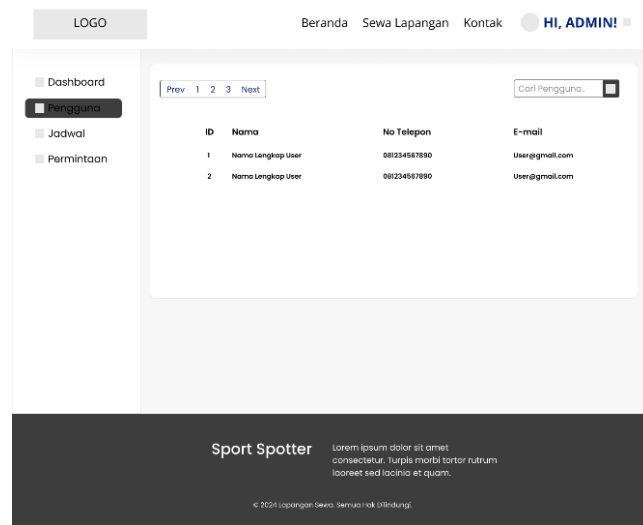 LOGO
Beranda Sewa Lapangan Kontak HI, ADMIN!
Dashboard
Pengguna
Jadwal
Permintaan
Prev 1 2 3 Next
Cari Pengguna..
ID Nama No Telepon E-mail
1 Nama Lengkap User 081234567890 User@gmail.com
2 Nama Lengkap User 081234567890 User@gmail.com
Sport Spotter
Lorem ipsum dolor sit amet
consectetur. Turpis morbi tortor rutrum
laoreet sed lacinia et quam.
© 2024 Lapangan Sewa, Semua Hak Dilindungi.